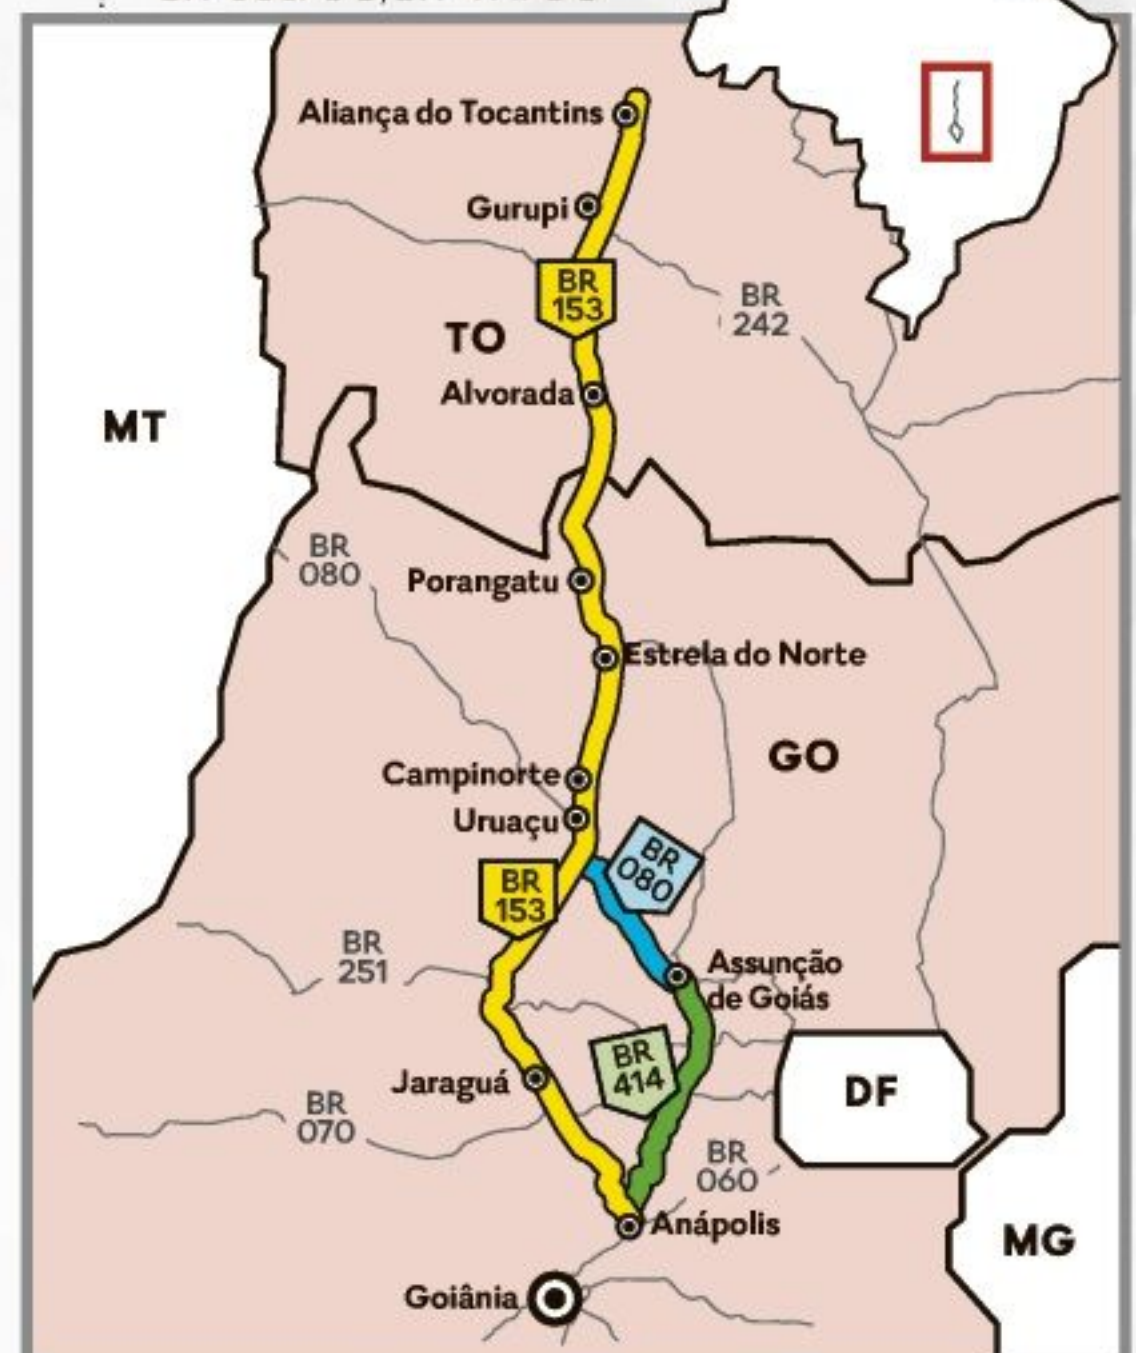 Aliança do Tocantins
Gurupi
BR
153
BR
242
TO
Alvorada
MT
BR
080
Porangatu
Estrela do Norte
GO
Campinorte
Uruaçu
BR
080
BR
153
BR
251
Assunção
de Goiás
BR
414
Jaraguá
DF
BR
070
BR
060
Anápolis
MG
Goiânia